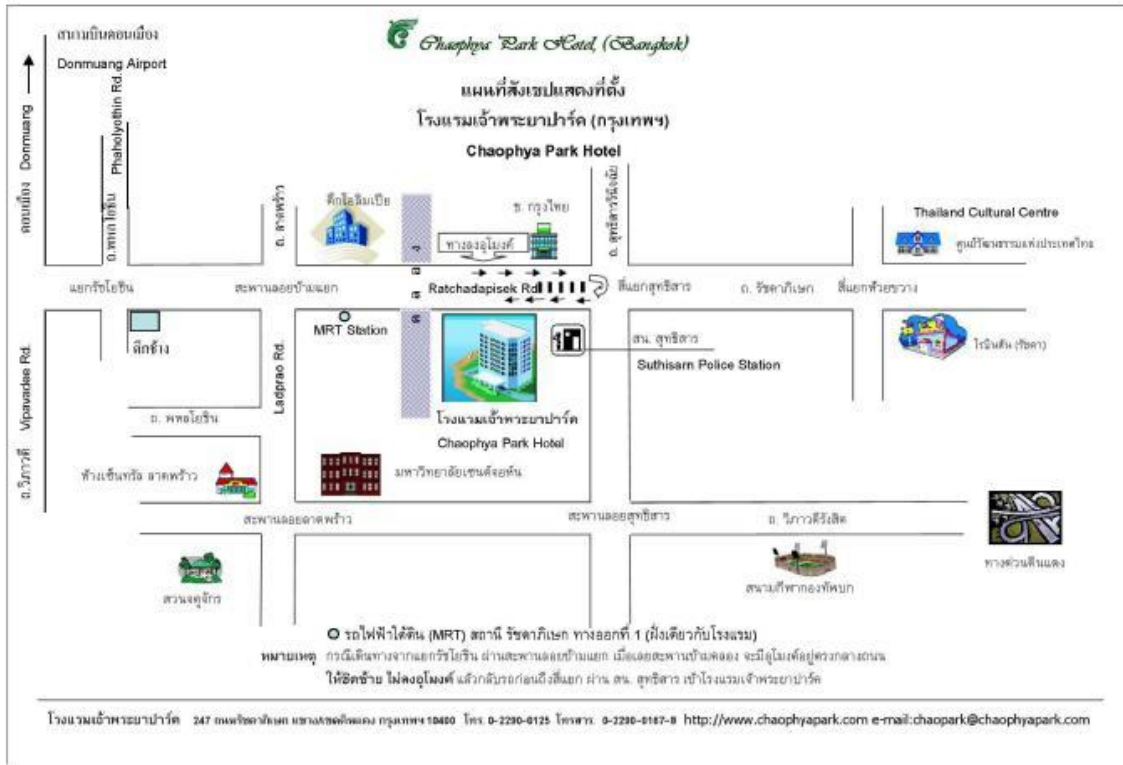 สนามบินดอนเมือง
Donmuang Airport
Chaophya Park Hotel, (Bangkok)
แผนที่สังเขปแสดงที่ตั้ง
โรงแรมเจ้าพระยาปาร์ค (กรุงเทพฯ)
Chaophya Park Hotel
ดอนเมือง Donmuang
ถ.พหลโยธิน Phaholyothin Rd.
ถ. ลาดพร้าว
ตึกโอลิมเปีย
คลอง
ธ. กรุงไทย
ทางลงอุโมงค์
ถ. สุทธิสารวินิจฉัย
Thailand Cultural Centre
ศูนย์วัฒนธรรมแห่งประเทศไทย
แยกรัชโยธิน
สะพานลอยข้ามแยก
Ratchadapisek Rd
สี่แยกสุทธิสาร
ถ. รัชดาภิเษก
สี่แยกห้วยขวาง
ตึกช้าง
MRT Station
สน. สุทธิสาร
Suthisarn Police Station
โรบินสัน (รัชดา)
ถ.วิภาวดี Vipavadee Rd.
Ladprao Rd.
ถ. พหลโยธิน
โรงแรมเจ้าพระยาปาร์ค
Chaophya Park Hotel
ห้างเซ็นทรัล ลาดพร้าว
มหาวิทยาลัยเซนต์จอห์น
สะพานลอยลาดพร้าว
สะพานลอยสุทธิสาร
ถ. วิภาวดีรังสิต
ทางด่วนดินแดง
สวนจตุจักร
สนามกีฬากองทัพบก
รถไฟฟ้าใต้ดิน (MRT) สถานี รัชดาภิเษก ทางออกที่ 1 (ฝั่งเดียวกับโรงแรม)
หมายเหตุ กรณีเดินทางจากแยกรัชโยธิน ผ่านสะพานลอยข้ามแยก เมื่อเลยสะพานข้ามคลอง จะมีอุโมงค์อยู่ตรงกลางถนน
ให้ชิดซ้าย ไม่ลงอุโมงค์ แล้วกลับรถก่อนถึงสี่แยก ผ่าน สน. สุทธิสาร เข้าโรงแรมเจ้าพระยาปาร์ค
โรงแรมเจ้าพระยาปาร์ค 247 ถนนรัชดาภิเษก แขวง/เขตดินแดง กรุงเทพฯ 10400 โทร. 0-2290-0125 โทรสาร. 0-2290-0167-8 http://www.chaophyapark.com e-mail:chaopark@chaophyapark.com